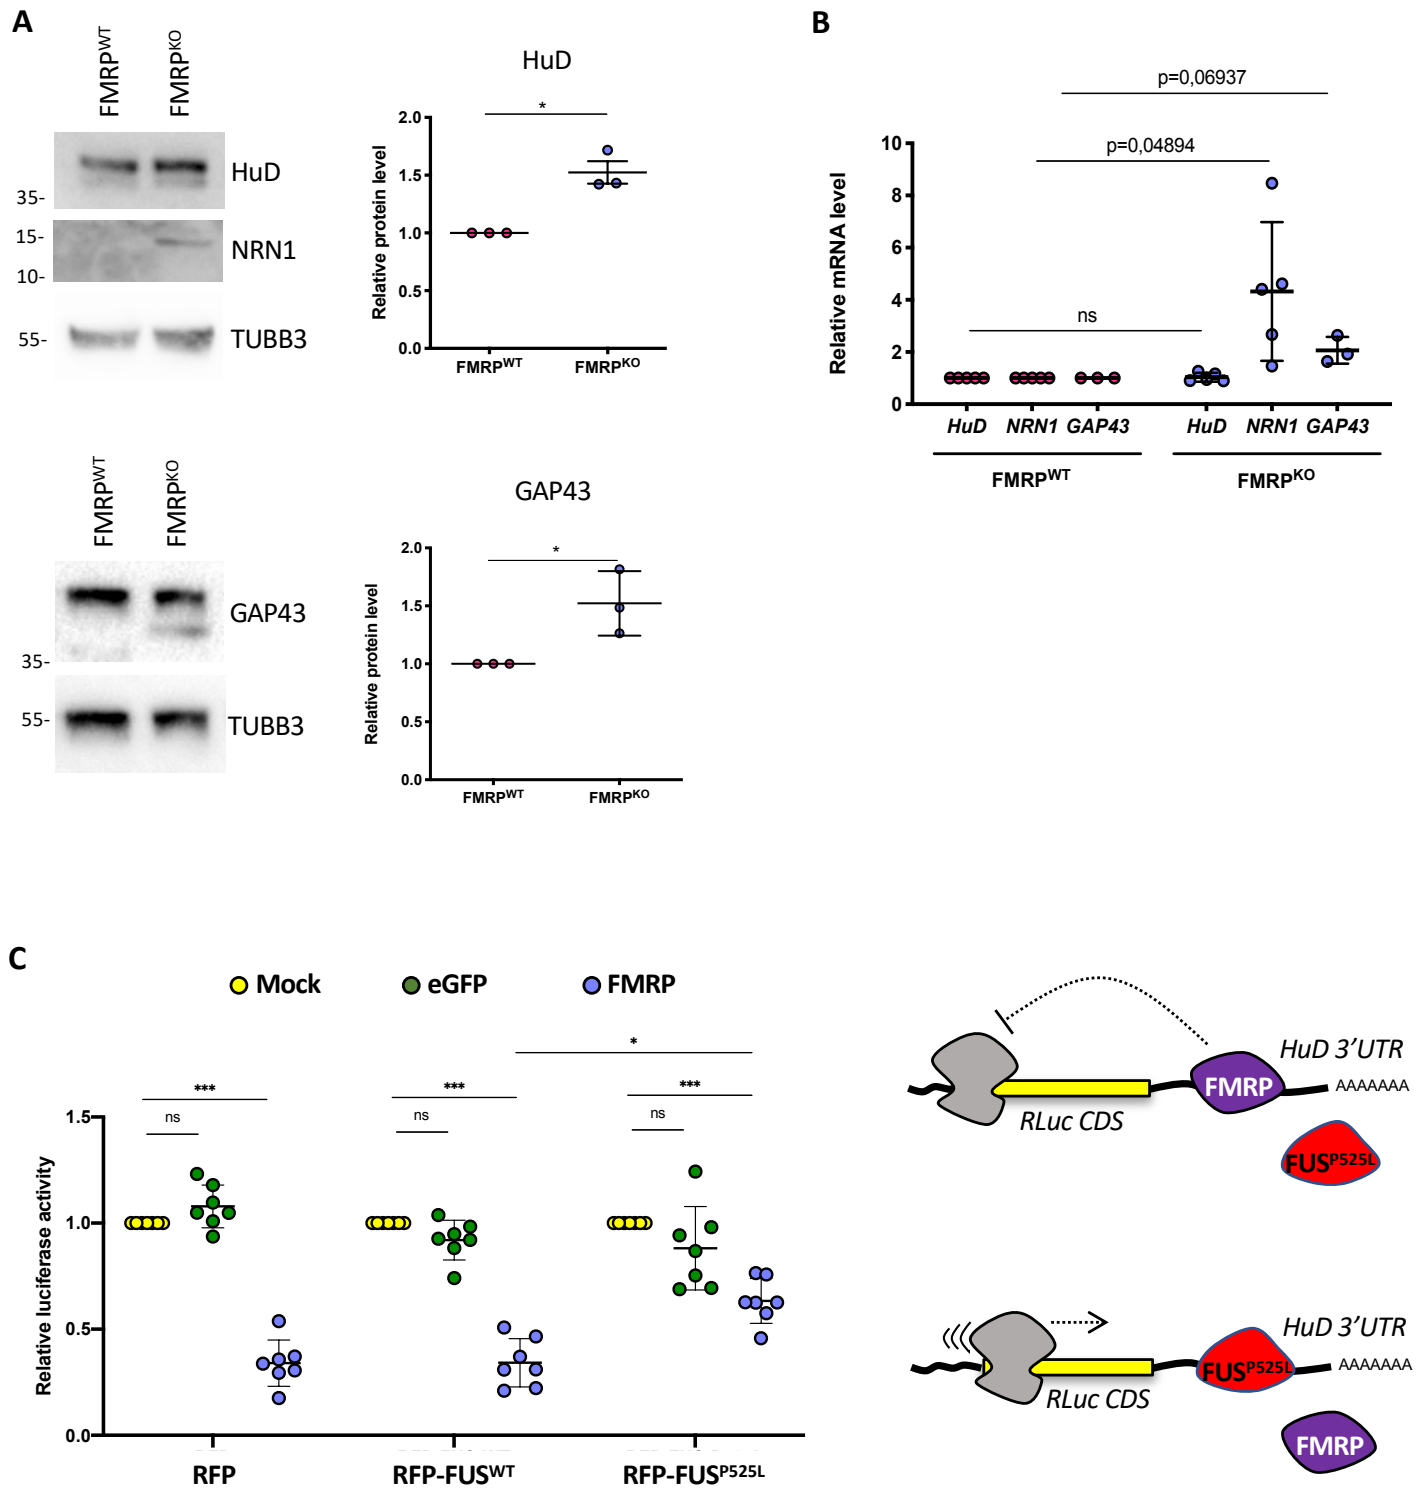 A
FMRPWT
FMRPKO
HuD
35-
15-
NRN1
10-
55-
TUBB3
HuD
*
2.0
1.5
1.0
0.5
0.0
Relative protein level
FMRPWT
FMRPKO
B
p=0,06937
p=0,04894
ns
10
8
6
4
2
0
Relative mRNA level
HuD NRN1 GAP43
HuD NRN1 GAP43
FMRPWT
FMRPKO
FMRPWT
FMRPKO
GAP43
35-
55-
TUBB3
GAP43
*
2.0
1.5
1.0
0.5
0.0
Relative protein level
FMRPWT
FMRPKO
C
Mock
eGFP
FMRP
*
***
ns
***
ns
***
ns
1.5
1.0
0.5
0.0
Relative luciferase activity
RFP
RFP-FUSWT
RFP-FUSP525L
HuD 3'UTR
FMRP
AAAAAAA
RLuc CDS
FUSP525L
HuD 3'UTR
FUSP525L
AAAAAAA
RLuc CDS
FMRP